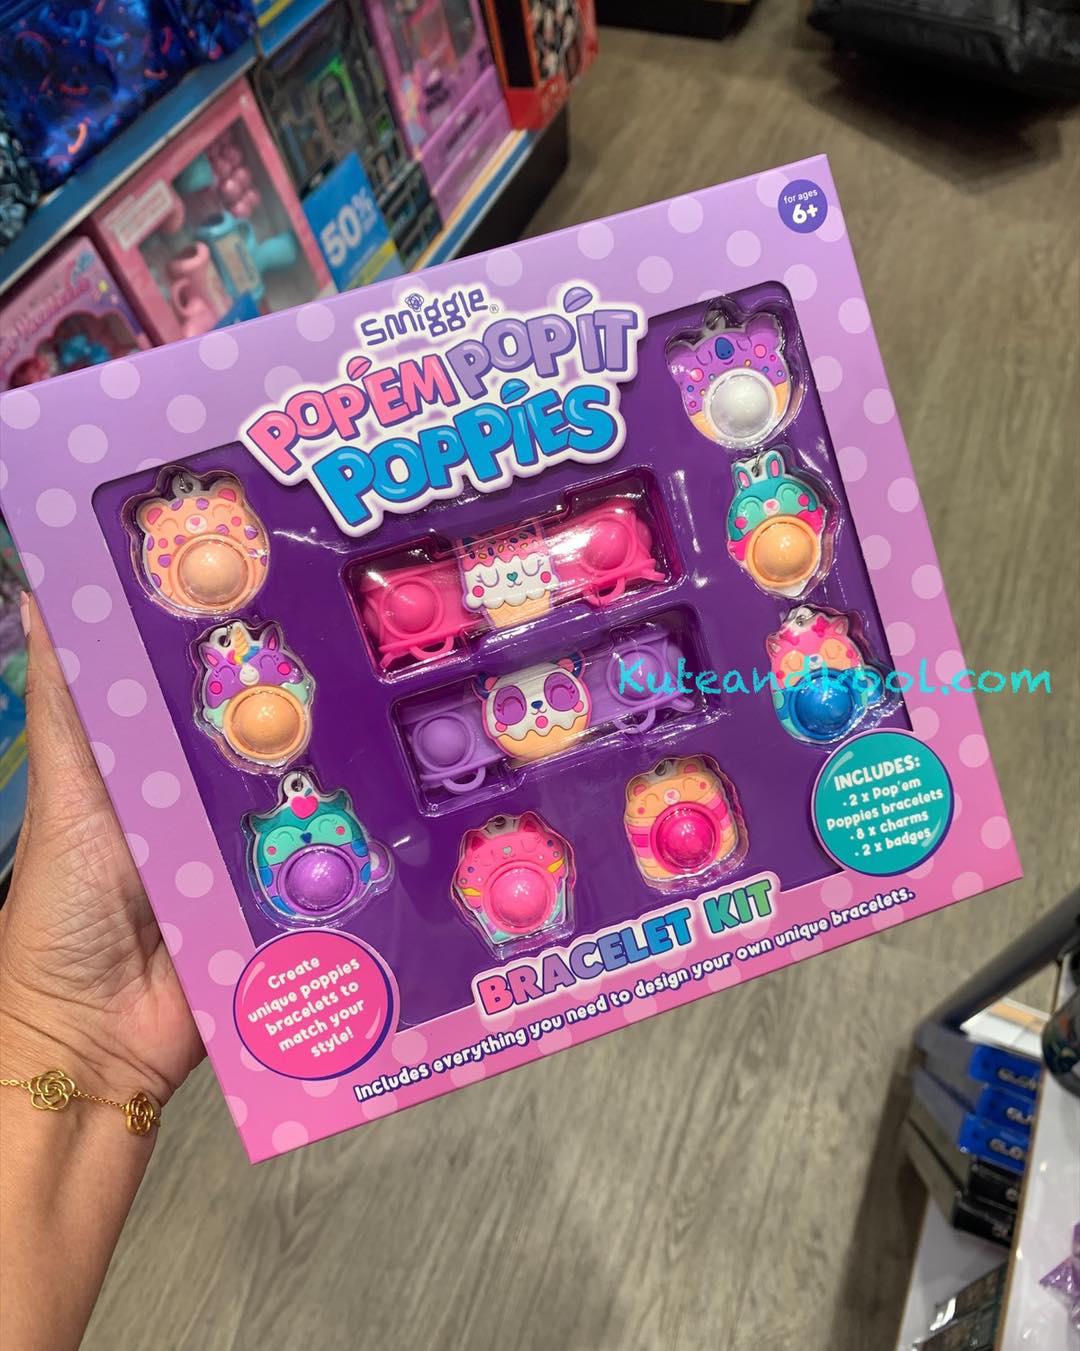 for ages
6+
50%
smiggle®
POP'EM POP IT
POPPIES
Kuteandkool.com
INCLUDES:
· 2 x Pop'em
Poppies bracelets
· 8 x charms
· 2 x badges
Create
unique poppies
bracelets to
match your
style!
BRACELET KIT
Includes everything you need to design your own unique bracelets.